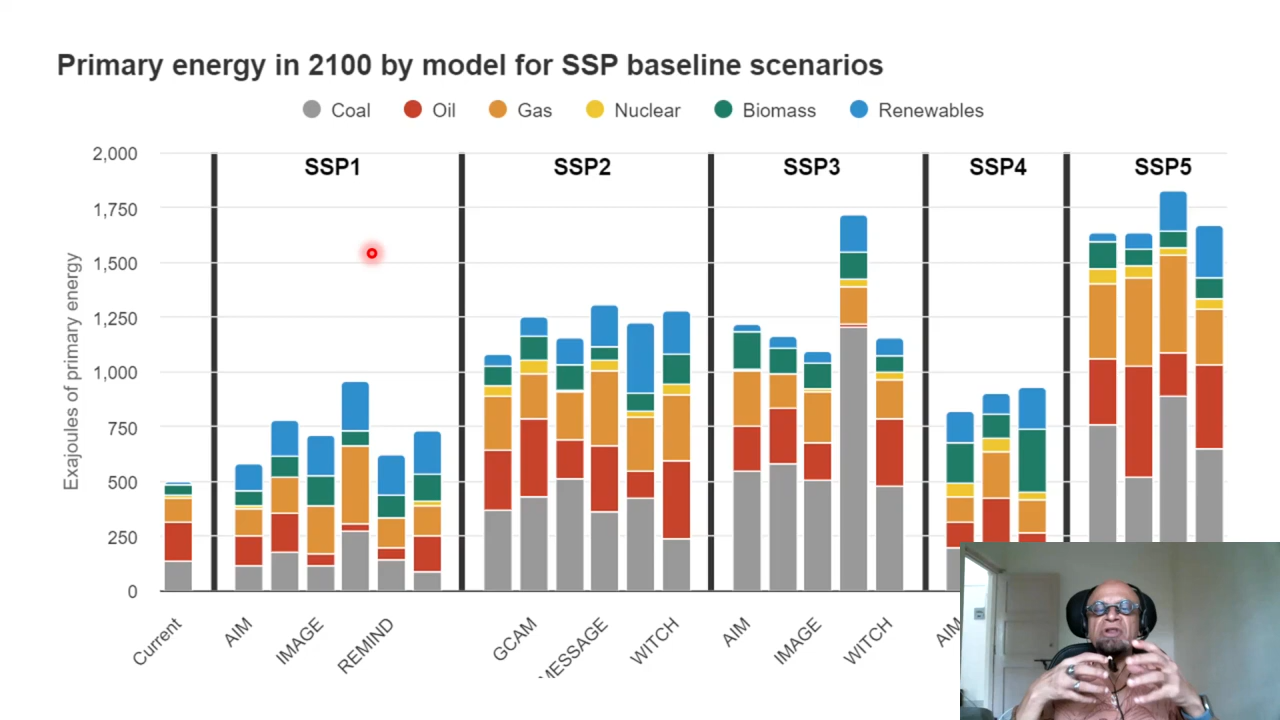 Primary energy in 2100 by model for SSP baseline scenarios
Coal Oil Gas Nuclear Biomass Renewables
SSP1 SSP2 SSP3 SSP4 SSP5
Exajoules of primary energy
2,000
1,750
1,500
1,250
1,000
750
500
250
0
Current AIM IMAGE REMIND GCAM MESSAGE WITCH AIM IMAGE WITCH AIM